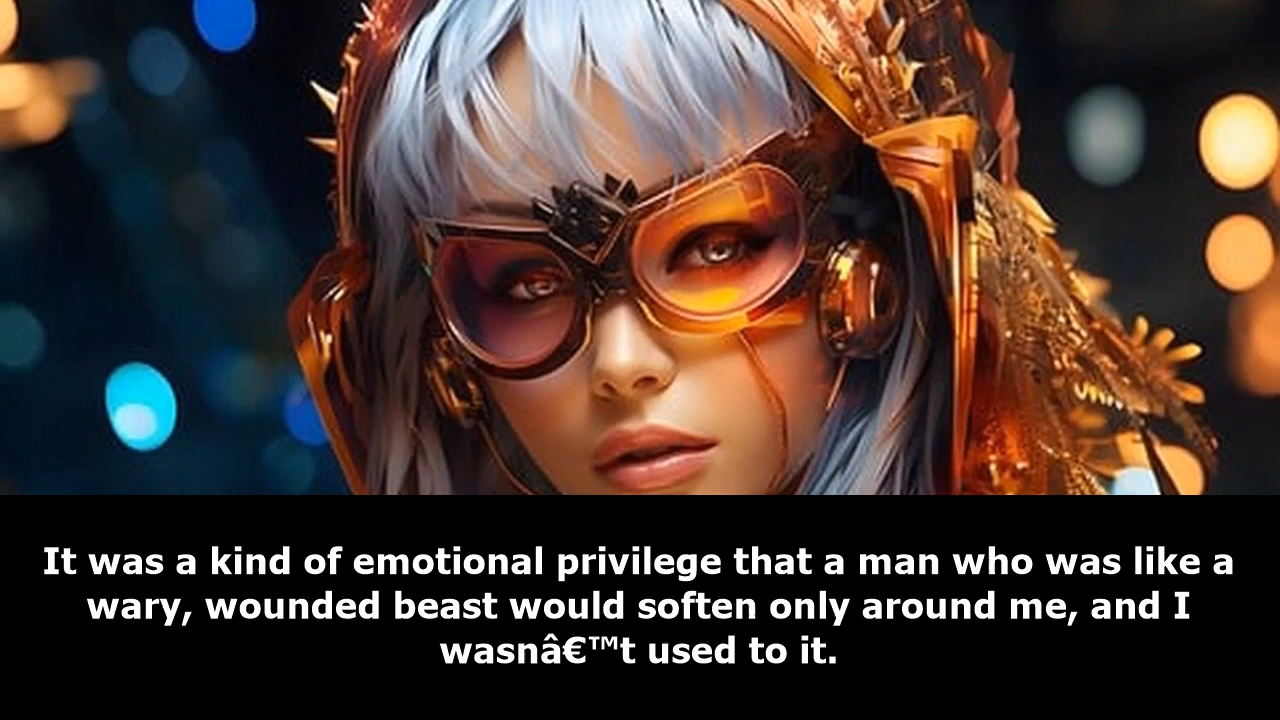 It was a kind of emotional privilege that a man who was like a
wary, wounded beast would soften only around me, and I
wasnâ€™t used to it.